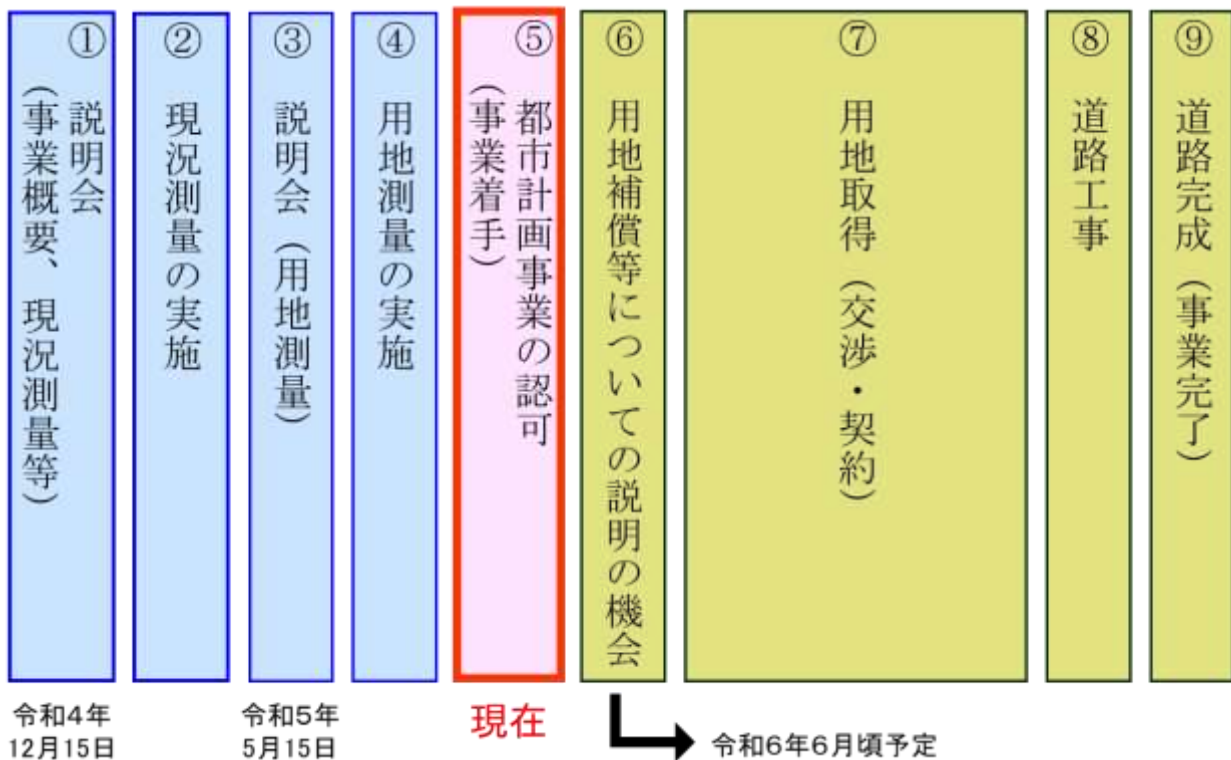 ①
説明会
（事業概要、現況測量等）
②
現況測量の実施
③
説明会（用地測量）
④
用地測量の実施
⑤
都市計画事業の認可
（事業着手）
⑥
用地補償等についての説明の機会
⑦
用地取得（交渉・契約）
⑧
道路工事
⑨
道路完成（事業完了）
令和4年
12月15日
令和5年
5月15日
現在
令和6年6月頃予定